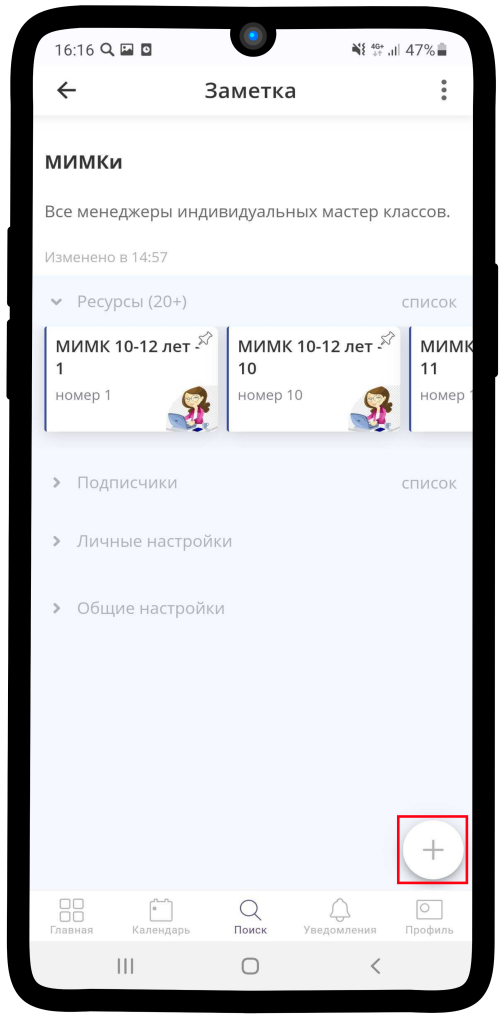 16:16 4G+ 47%
Заметка
МИМКи
Все менеджеры индивидуальных мастер классов.
Изменено в 14:57
Ресурсы (20+) список
МИМК 10-12 лет -
1
номер 1
МИМК 10-12 лет -
10
номер 10
МИМК
11
номер 1
Подписчики список
Личные настройки
Общие настройки
+
Главная Календарь Поиск Уведомления Профиль